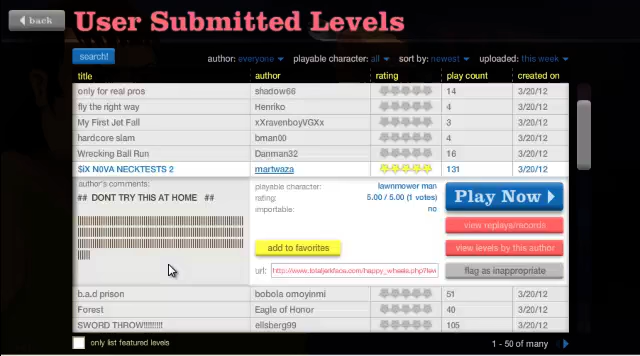 back
User Submitted Levels
search!
author: everyone playable character: all sort by: newest uploaded: this week
title author rating play count created on
only for real pros shadow66 14 3/20/12
fly the right way Henriko 4 3/20/12
My First Jet Fall xXravenboyVGXx 3 3/20/12
hardcore slam bman00 4 3/20/12
Wrecking Ball Run Danman32 16 3/20/12
$iX N0VA NECKTESTS 2 martwaza 131 3/20/12
author's comments:
## DONT TRY THIS AT HOME ##
playable character: lawnmower man
rating: 5.00 / 5.00 (1 votes)
importable: no
Play Now
view replays/records
add to favorites
view levels by this author
url: http://www.totaljerkface.com/happy_wheels.php?lev
flag as inappropriate
b.a.d prison bobola omoyinmi 51 3/20/12
Forest Eagle of Honor 40 3/20/12
SWORD THROW!!!!!!!!! ellsberg99 105 3/20/12
only list featured levels
1 - 50 of many